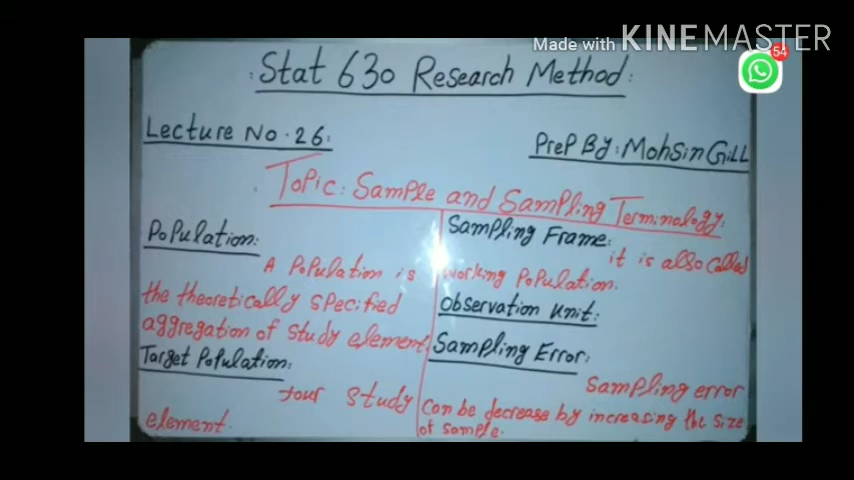 Made with KINEMASTER
54
Stat 630 Research Method:
Lecture No. 26:
PreP By: Mohsin Gill
Topic: Sample and Sampling Terminology:
Population:
A Population is
the theoretically specified
aggregation of study element
Target Population:
your study
element.
Sampling Frame:
it is also called
working population.
Observation unit:
Sampling Error:
Sampling error
Can be decrease by increasing the size
of sample.